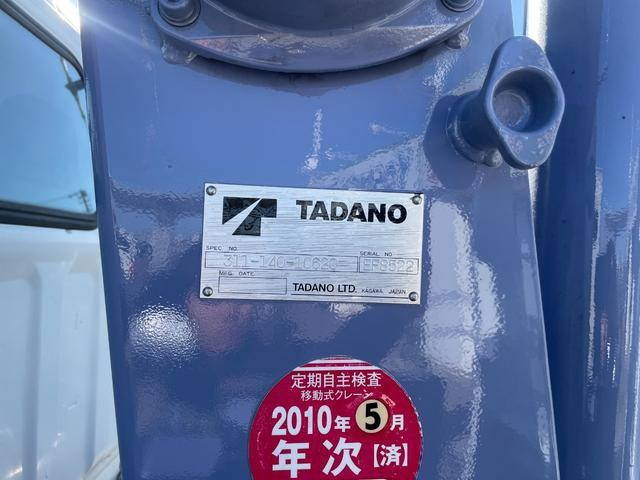 TADANO
SPEC. NO. SERIAL NO.
311-140-10620- EF8522
MFG. DATE
TADANO LTD. KAGAWA JAPAN
定期自主検査
移動式クレーン
2010年5月
年次【済】